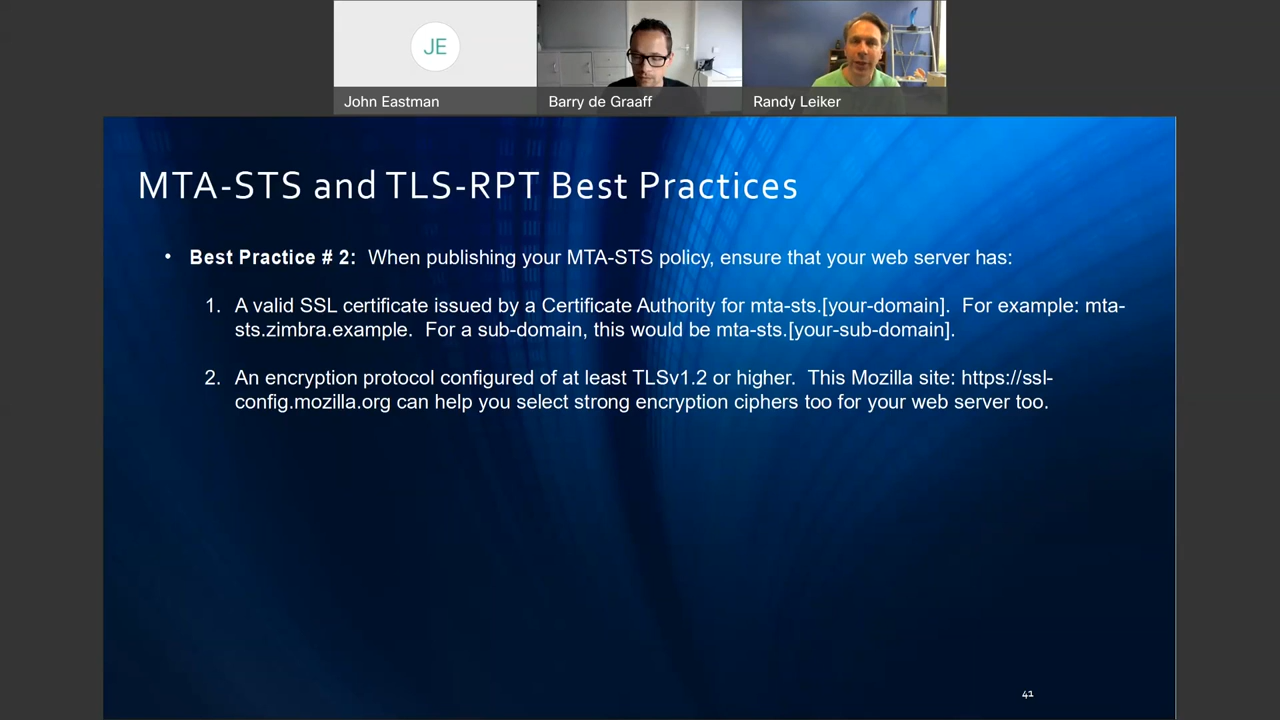 JE
John Eastman
Barry de Graaff
Randy Leiker
MTA-STS and TLS-RPT Best Practices
• Best Practice # 2:  When publishing your MTA-STS policy, ensure that your web server has:
1. A valid SSL certificate issued by a Certificate Authority for mta-sts.[your-domain].  For example: mta-
sts.zimbra.example.  For a sub-domain, this would be mta-sts.[your-sub-domain].
2. An encryption protocol configured of at least TLSv1.2 or higher.  This Mozilla site: https://ssl-
config.mozilla.org can help you select strong encryption ciphers too for your web server too.
41